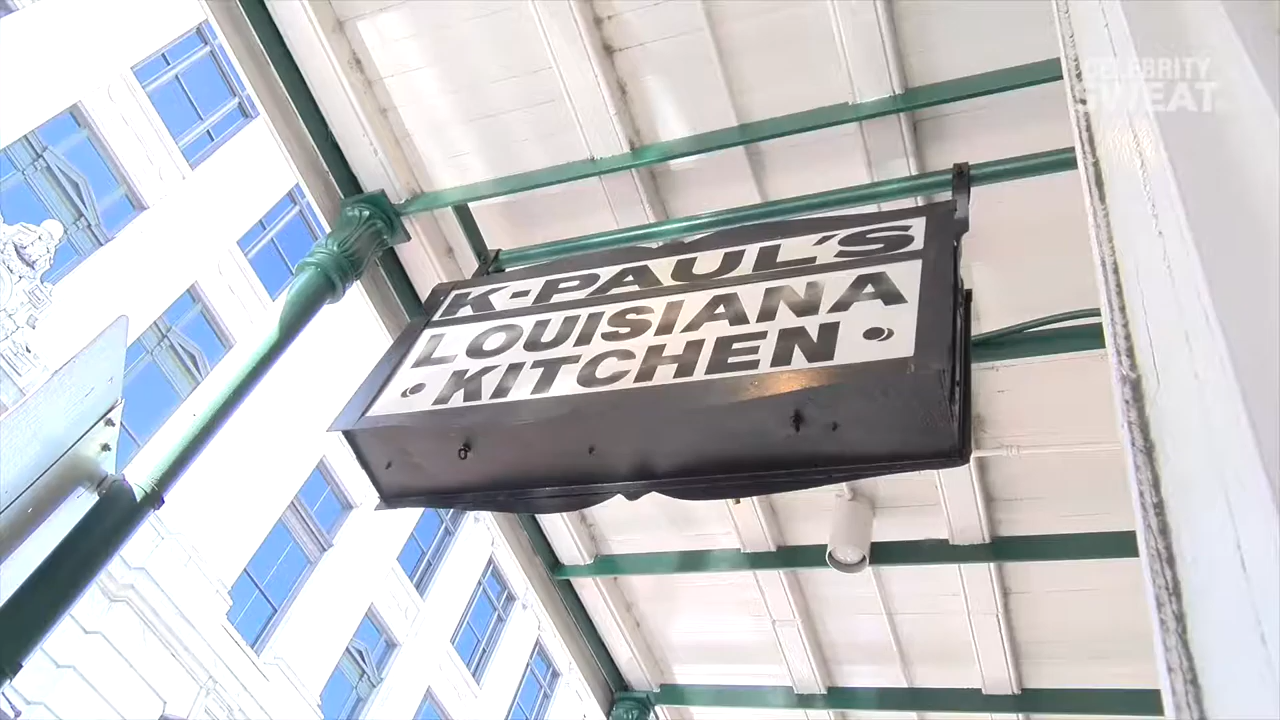 CELEBRITY
SWEAT
K-PAUL'S
LOUISIANA
• KITCHEN •